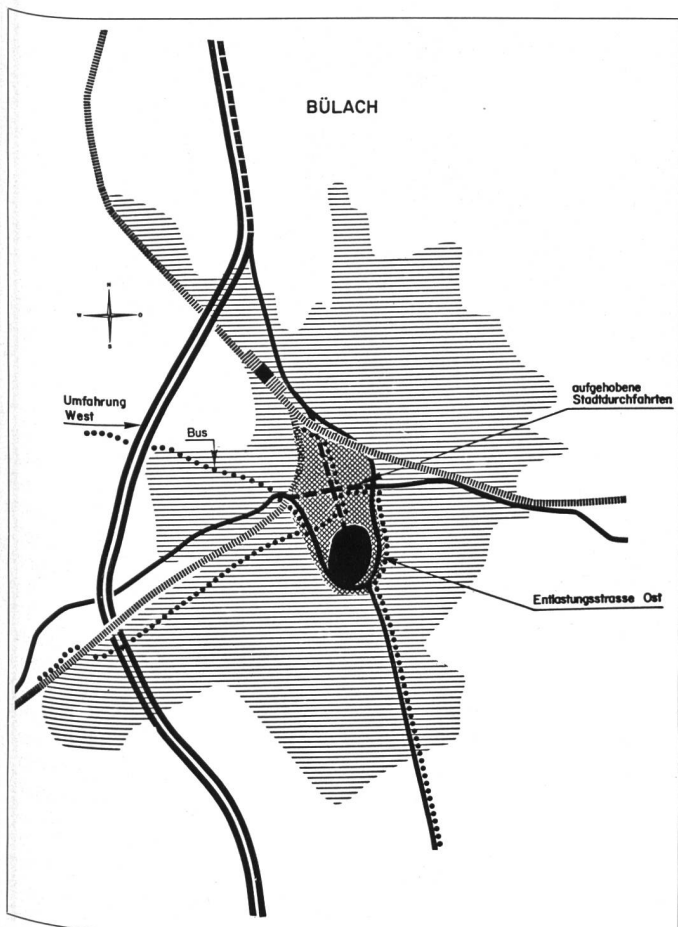 BÜLACH
N
W O
S
Umfahrung
West
Bus
aufgehobene
Stadtdurchfahrten
Entlastungsstrasse Ost